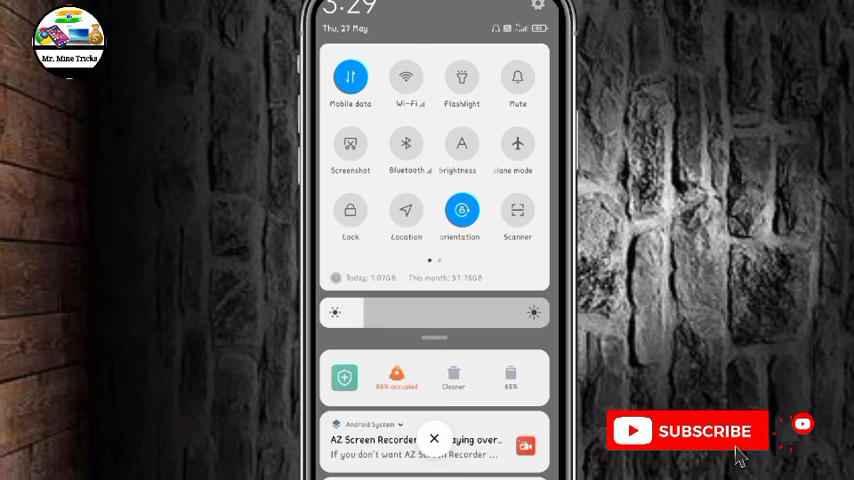 3:29
Mr. Mine Tricks
Thu, 27 May
Mobile data Wi-Fi Flashlight Mute
Screenshot Bluetooth brightness plane mode
Lock Location orientation Scanner
Today: 1.07GB This month: 37.75GB
66% occupied Cleaner 66%
Android System
AZ Screen Recorder aying over..
If you don't want AZ Screen Recorder ...
SUBSCRIBE